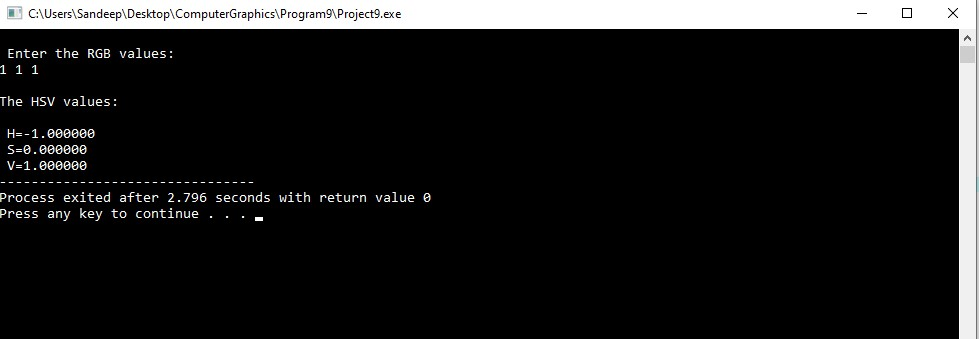 C:\Users\Sandeep\Desktop\ComputerGraphics\Program9\Project9.exe
Enter the RGB values:
1 1 1
The HSV values:
H=-1.000000
S=0.000000
V=1.000000
--------------------------------
Process exited after 2.796 seconds with return value 0
Press any key to continue . . .